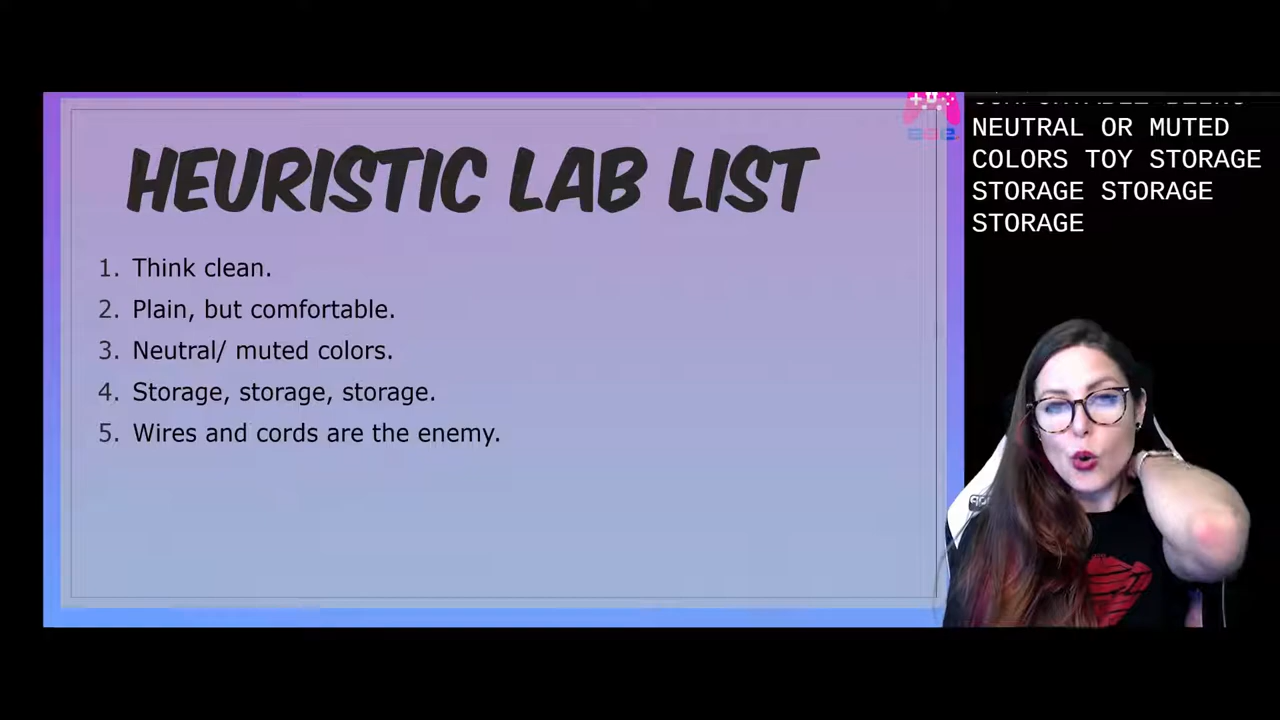 HEURISTIC LAB LIST
1. Think clean.
2. Plain, but comfortable.
3. Neutral/ muted colors.
4. Storage, storage, storage.
5. Wires and cords are the enemy.
NEUTRAL OR MUTED
COLORS TOY STORAGE
STORAGE STORAGE
STORAGE